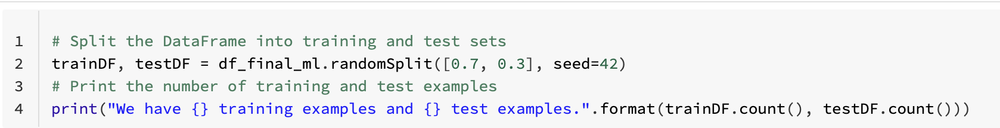 1 # Split the DataFrame into training and test sets
2 trainDF, testDF = df_final_ml.randomSplit([0.7, 0.3], seed=42)
3 # Print the number of training and test examples
4 print("We have {} training examples and {} test examples.".format(trainDF.count(), testDF.count()))